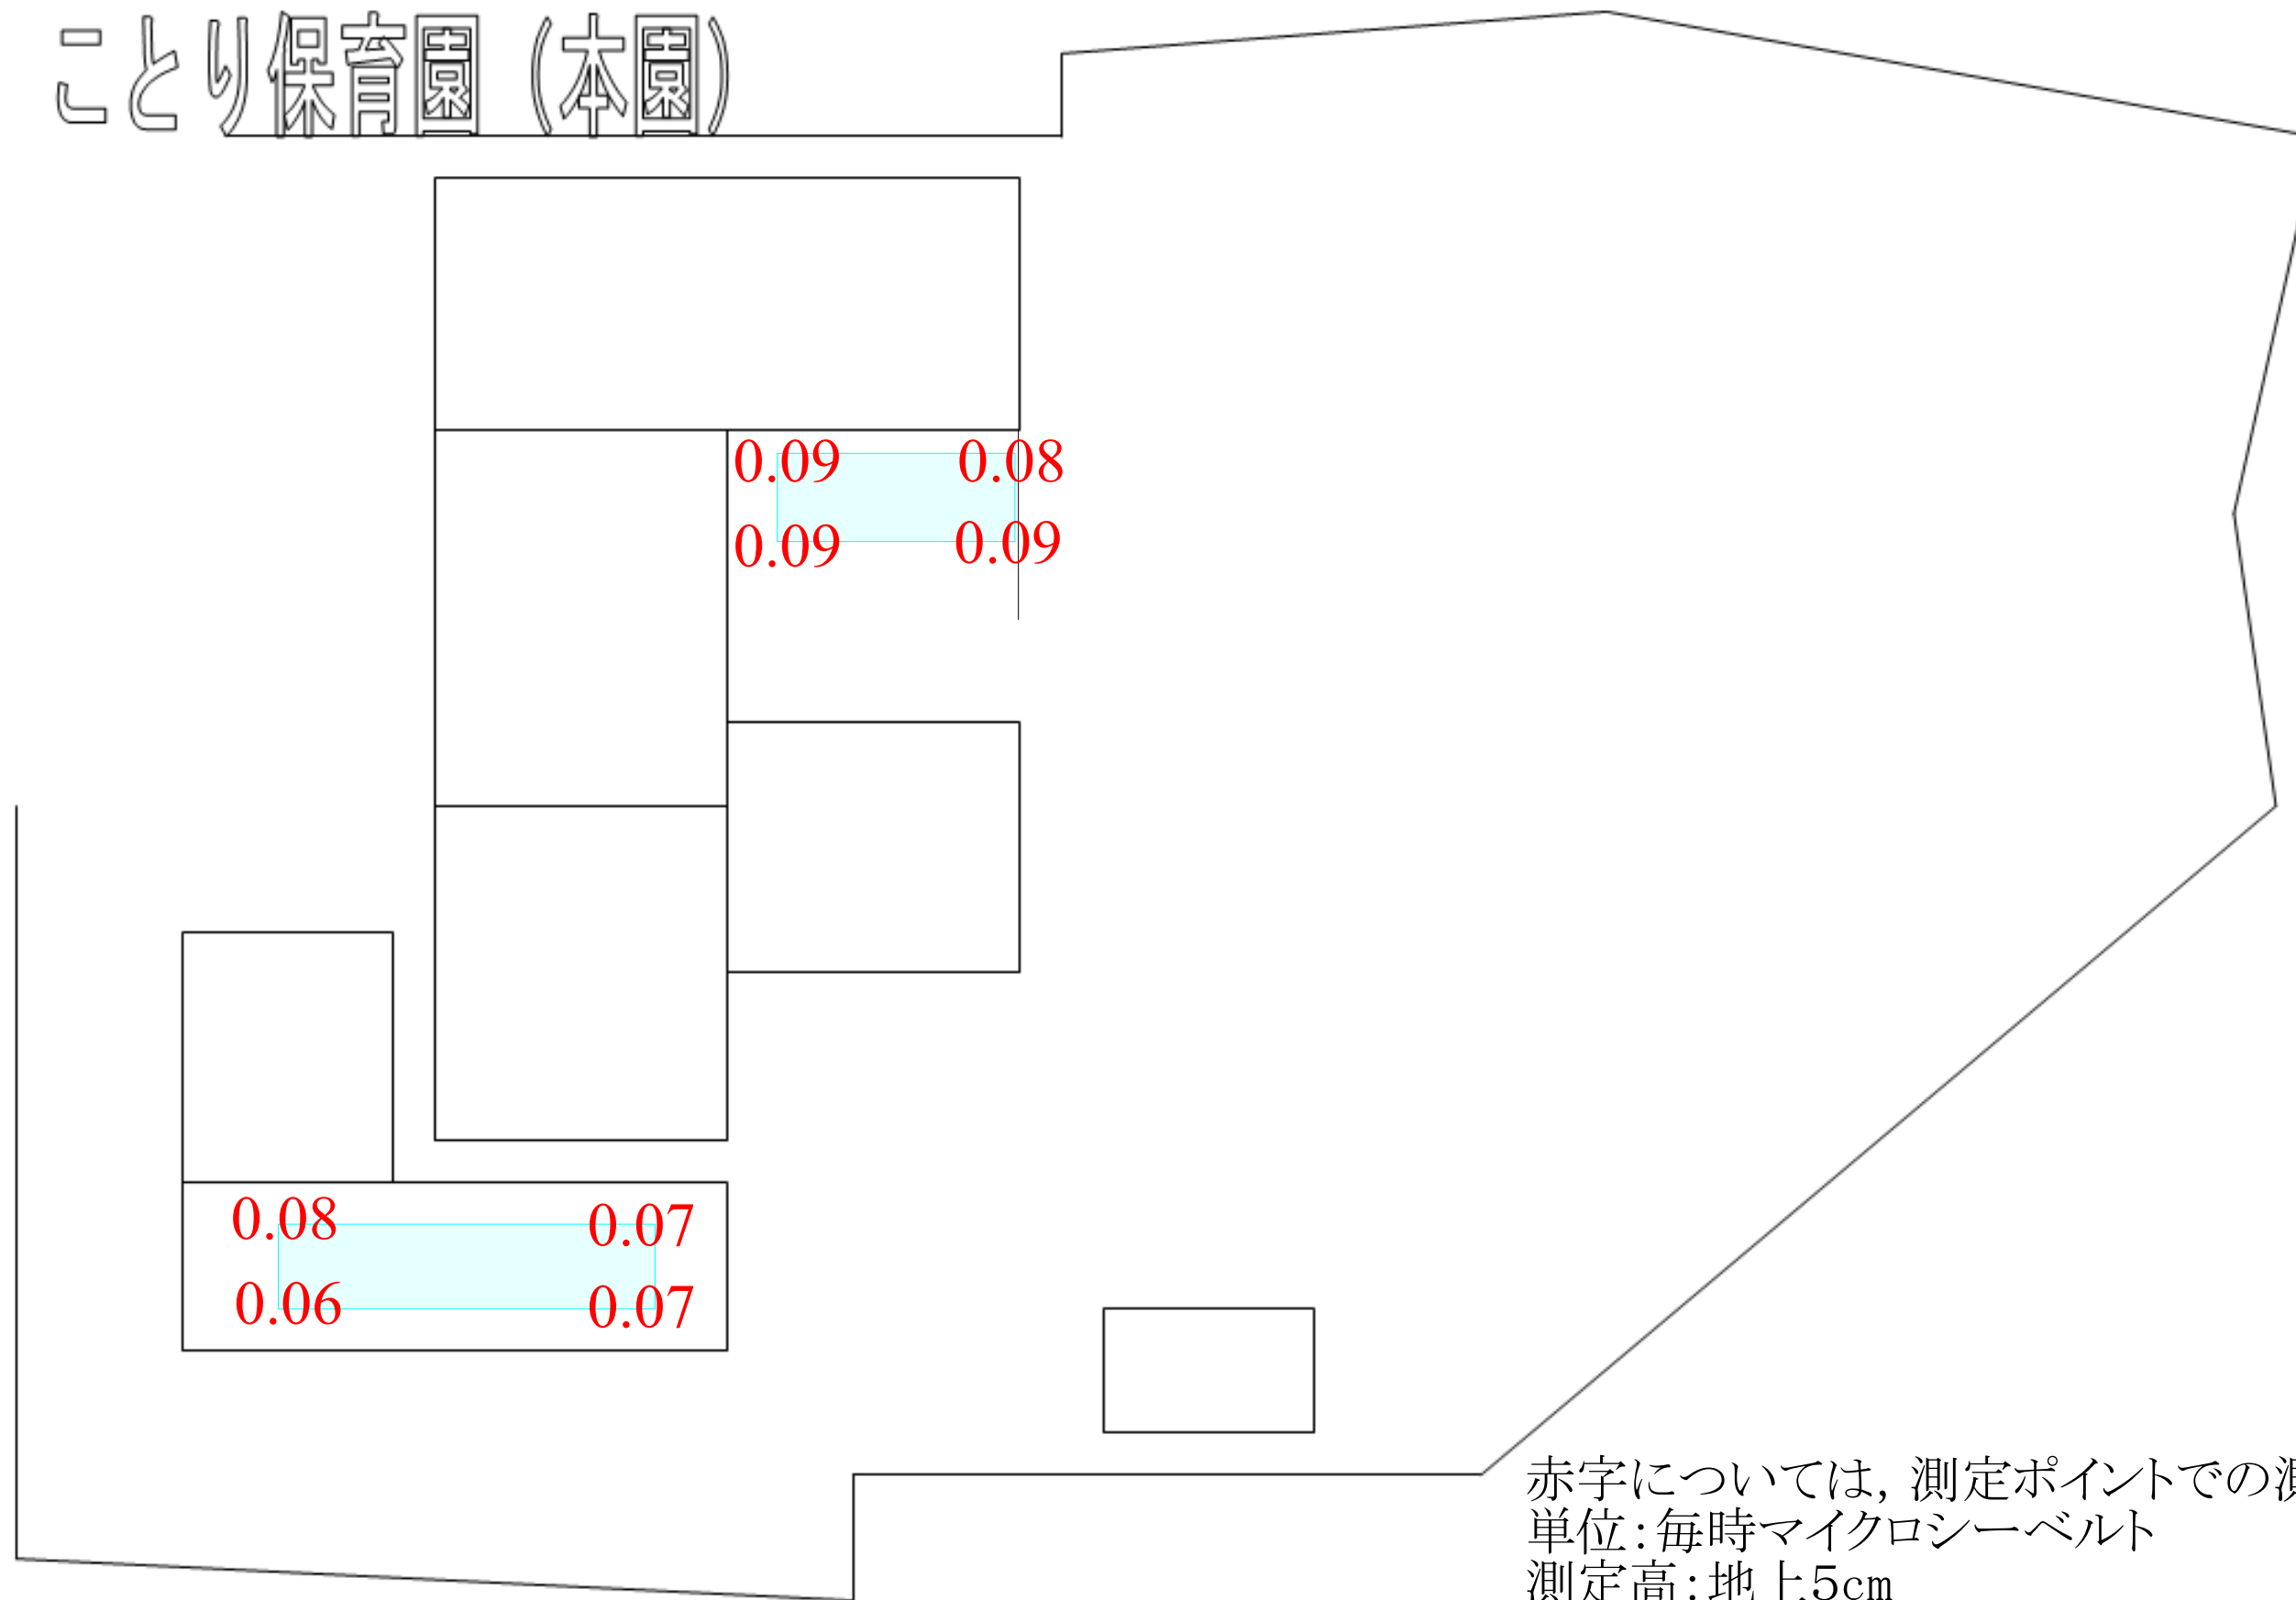 ことり保育園（本園）
0.09 0.08
0.09 0.09
0.08 0.07
0.06 0.07
赤字については，測定ポイントでの
単位：毎時マイクロシーベルト
測定高：地上5cm